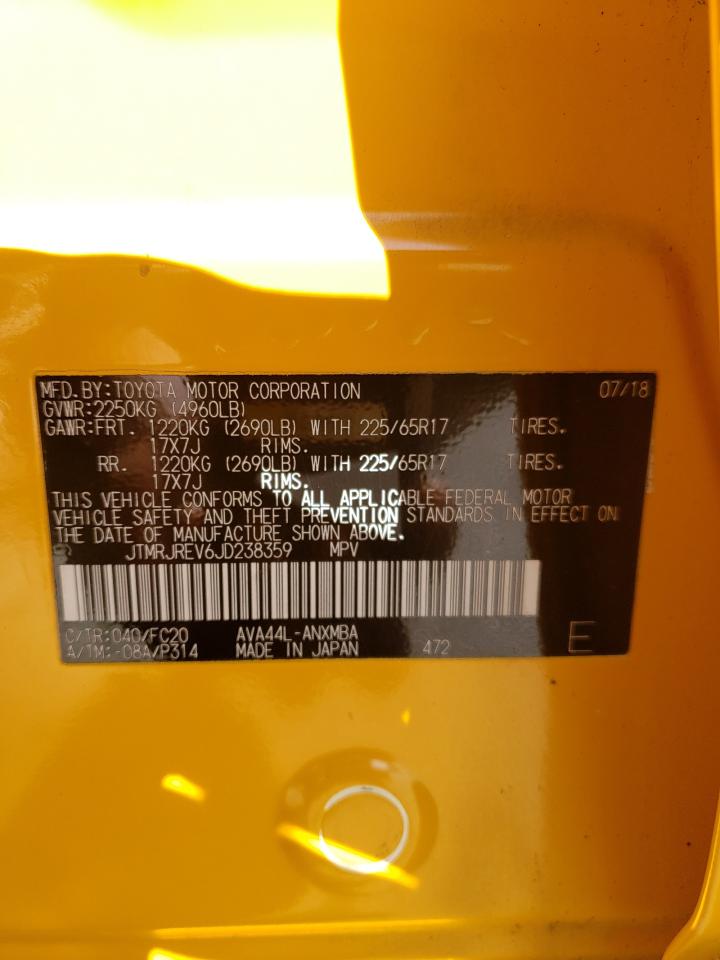 MFD. BY: TOYOTA MOTOR CORPORATION 07/18
GVWR: 2250KG (4960LB)
GAWR: FRT. 1220KG (2690LB) WITH 225/65R17 TIRES.
17X7J RIMS.
RR. 1220KG (2690LB) WITH 225/65R17 TIRES.
17X7J RIMS.
THIS VEHICLE CONFORMS TO ALL APPLICABLE FEDERAL MOTOR
VEHICLE SAFETY AND THEFT PREVENTION STANDARDS IN EFFECT ON
THE DATE OF MANUFACTURE SHOWN ABOVE.
JTMRJREV6JD238359 MPV
C/TR: 040/FC20 AVA44L-ANXMBA
A/TM: -08A/P314 MADE IN JAPAN 472 E